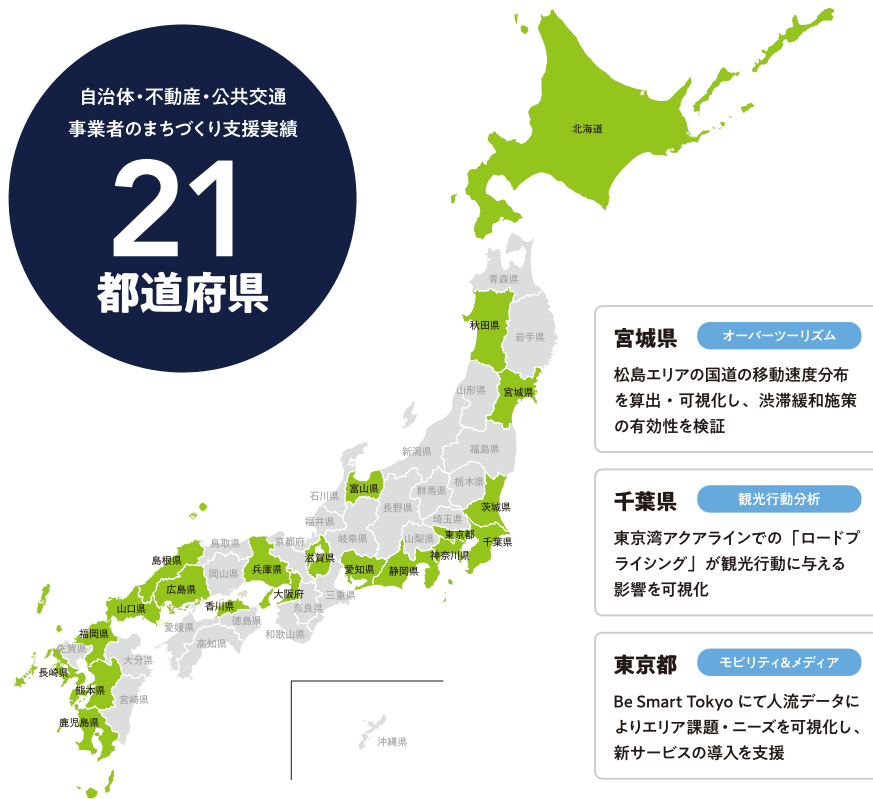 自治体・不動産・公共交通
事業者のまちづくり支援実績
21
都道府県
北海道
青森県
秋田県
岩手県
山形県
宮城県
新潟県
福島県
石川県
富山県
群馬県
栃木県
長野県
茨城県
福井県
岐阜県
山梨県
埼玉県
東京都
千葉県
神奈川県
鳥取県
京都府
滋賀県
愛知県
静岡県
島根県
岡山県
兵庫県
広島県
大阪府
三重県
山口県
香川県
奈良県
徳島県
愛媛県
高知県
和歌山県
福岡県
佐賀県
大分県
長崎県
熊本県
宮崎県
鹿児島県
沖縄県
宮城県 オーバーツーリズム
松島エリアの国道の移動速度分布
を算出・可視化し、渋滞緩和施策
の有効性を検証
千葉県 観光行動分析
東京湾アクアラインでの「ロードプ
ライシング」が観光行動に与える
影響を可視化
東京都 モビリティ&メディア
Be Smart Tokyo にて人流データに
よりエリア課題・ニーズを可視化し、
新サービスの導入を支援